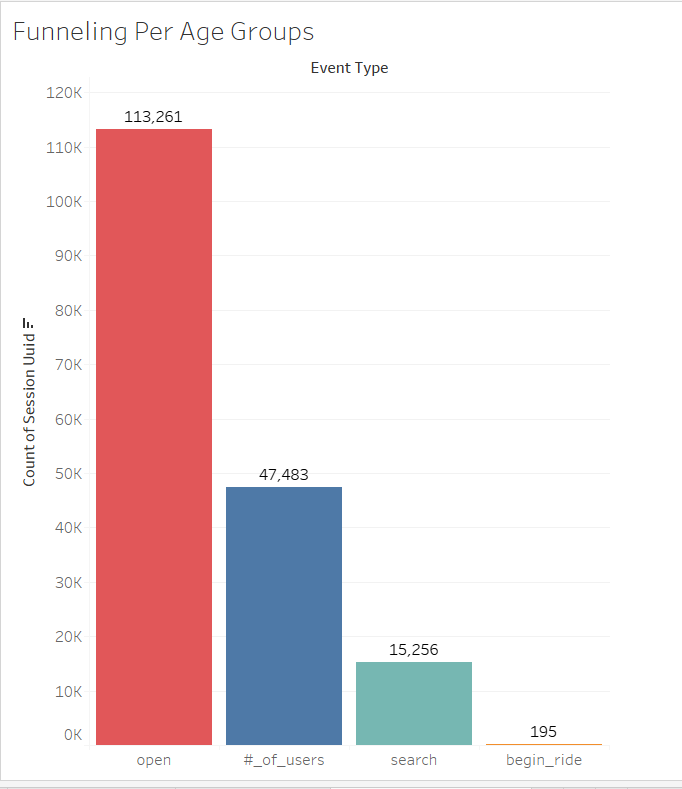 Funneling Per Age Groups
Event Type
120K
110K
100K
90K
80K
70K
60K
50K
40K
30K
20K
10K
0K
Count of Session Uuid
113,261
47,483
15,256
195
open
#_of_users
search
begin_ride